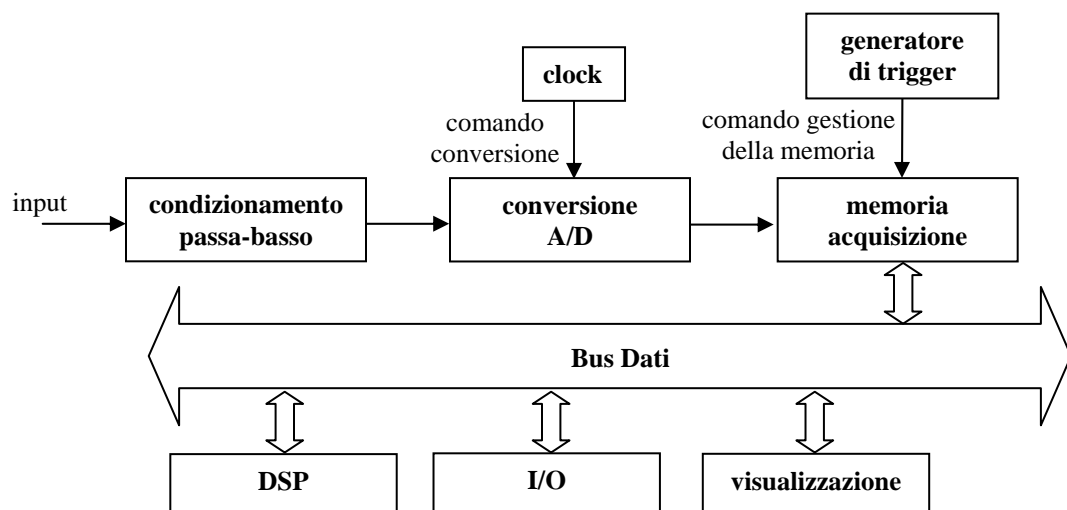 generatore
di trigger
clock
comando
conversione
comando gestione
della memoria
input
condizionamento
passa-basso
conversione
A/D
memoria
acquisizione
Bus Dati
DSP
I/O
visualizzazione